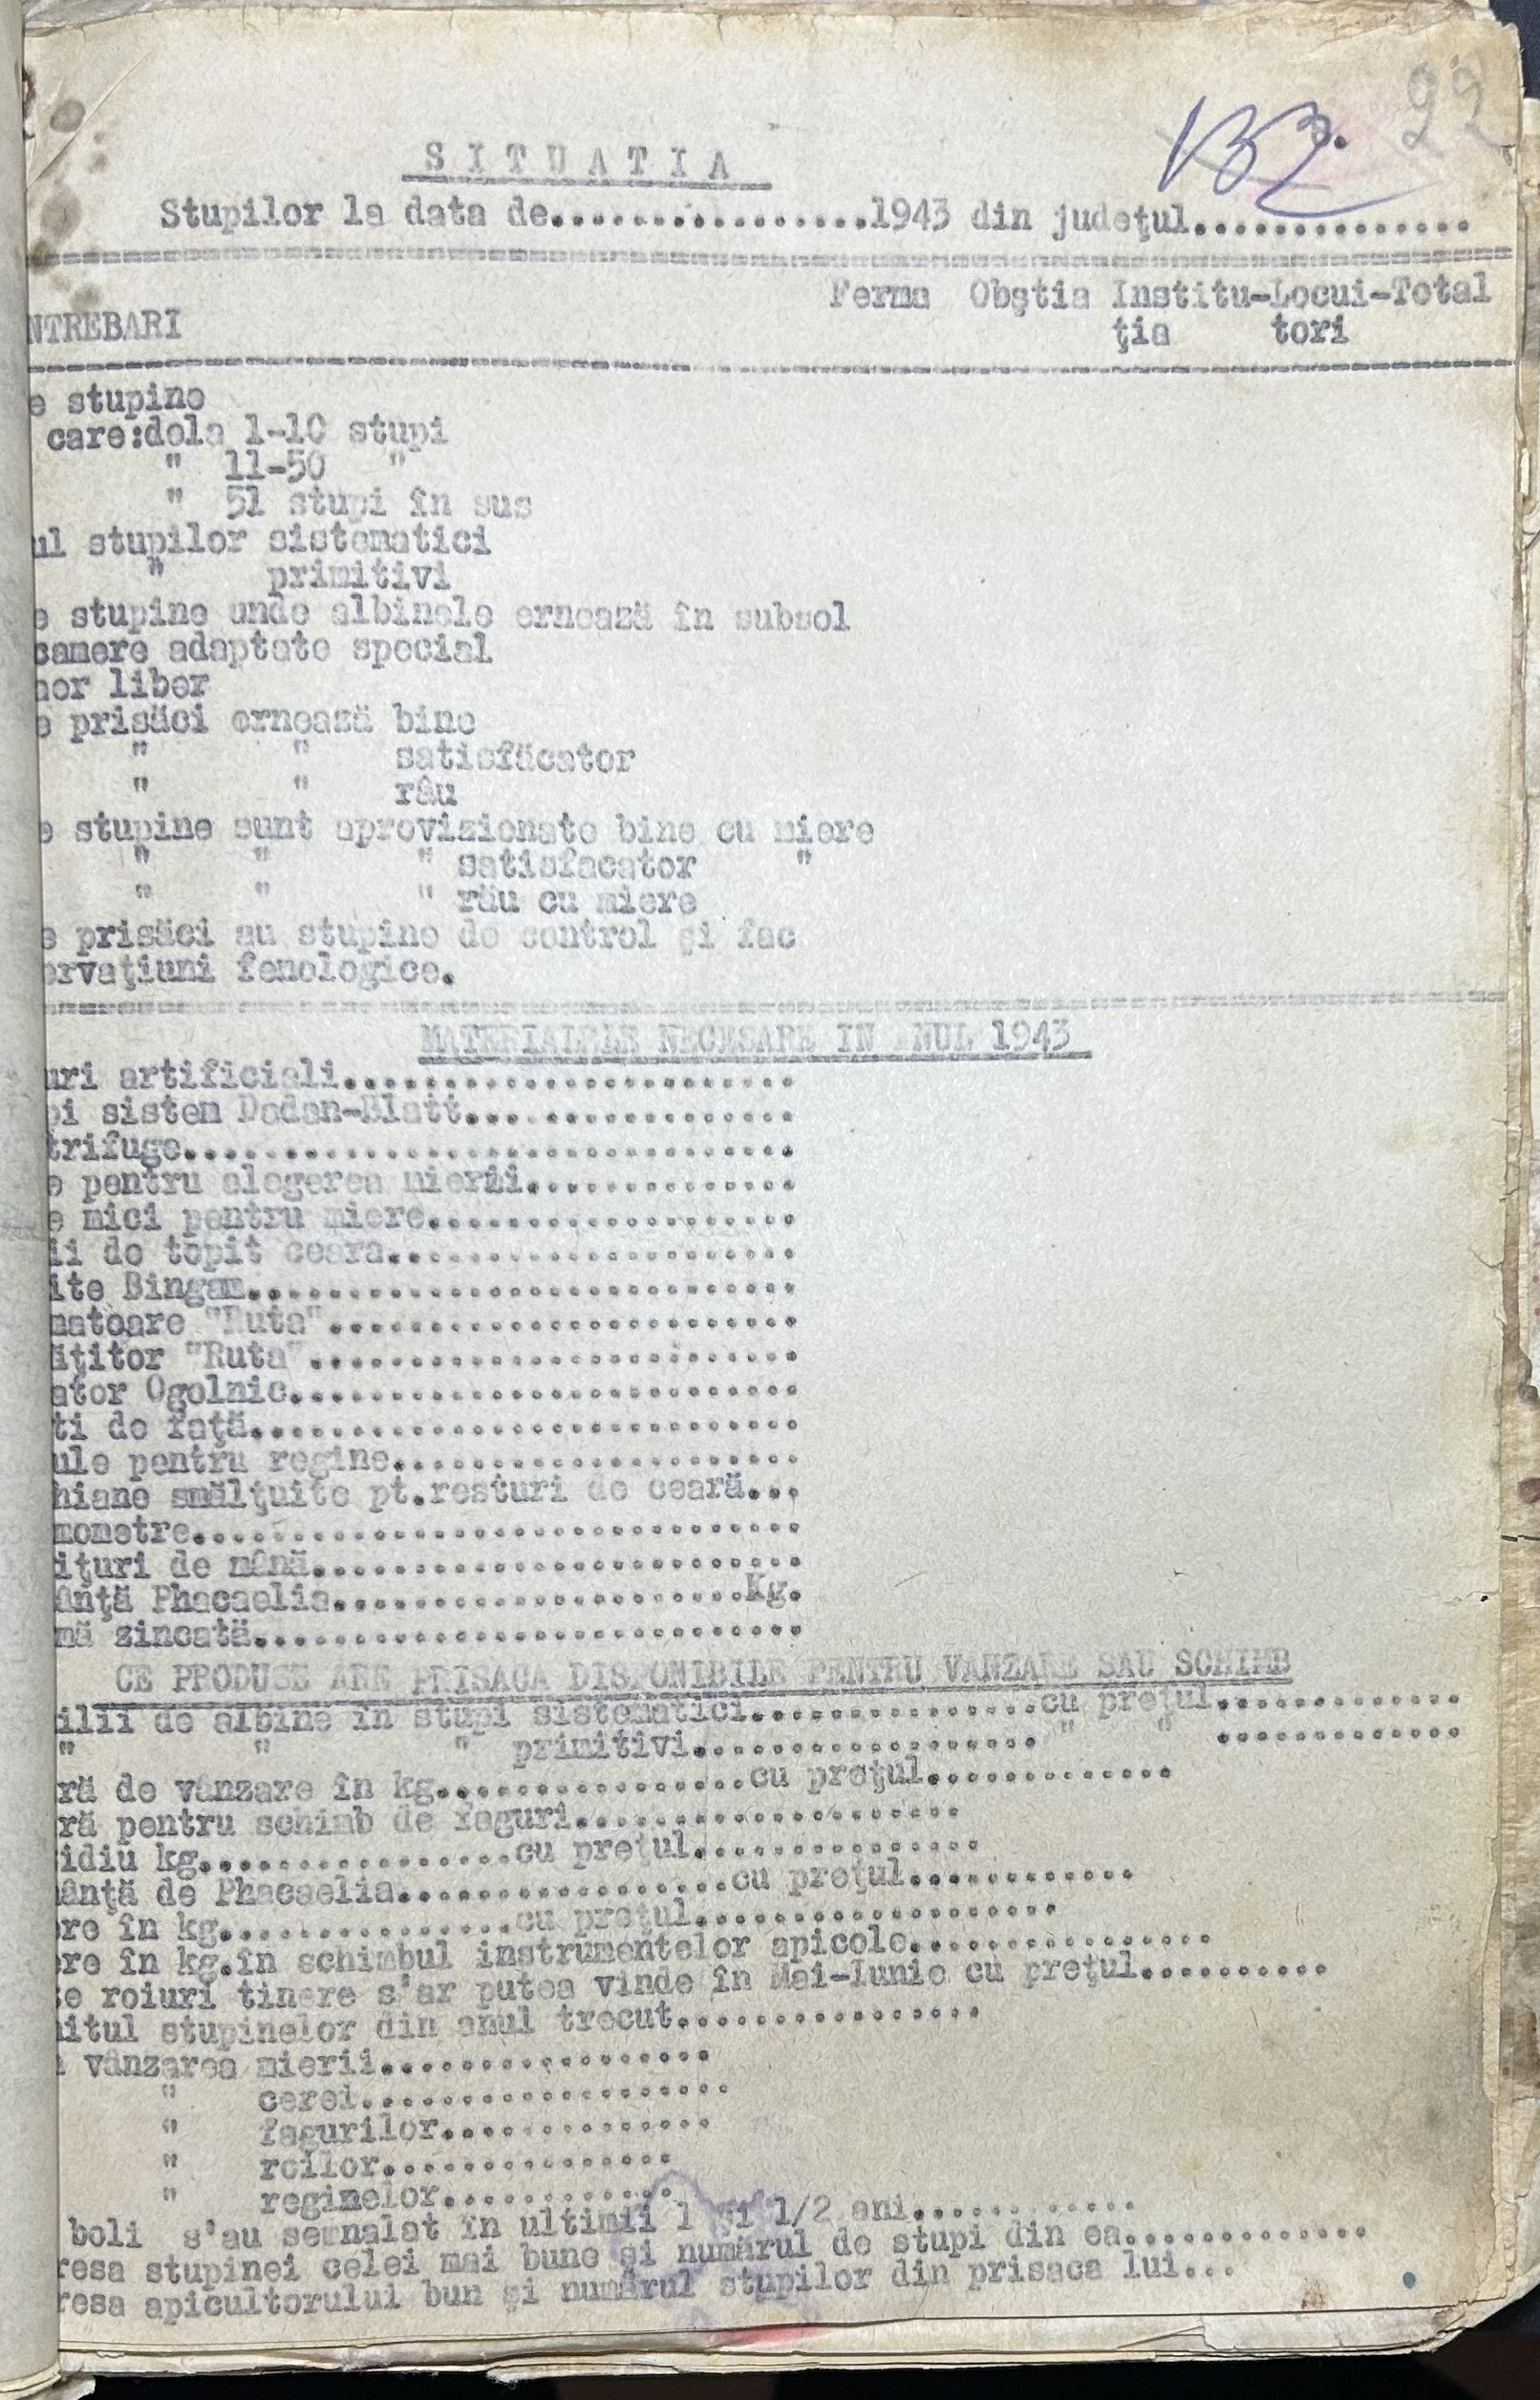 132. 22
S I T U A T I A
Stupilor la data de.................1943 din judeţul..............
Ferma Obştia Institu-Locui-Total
NTREBARI ţia tori
e stupine
care:dela 1-10 stupi
" 11-50 "
" 51 stupi în sus
ul stupilor sistematici
" primitivi
e stupine unde albinele ernează în subsol
camere adaptate special
ner liber
e prisăci ernează bine
" " satisfăcator
" " râu
e stupine sunt aprovizionate bine cu miere
" " " satisfacator "
" " " rău cu miere
e prisăci au stupine de control şi fac
ervaţiuni fenologice.
MATERIALELE NECESARE IN ANUL 1943
uri artificiali.......................
pi sistem Dadan-Blatt.................
trifuge...............................
e pentru alegerea mierii..............
e mici pentru miere...................
ii de topit ceara.....................
ite Bingam............................
matoare "Ruta"........................
ăţitor "Ruta".........................
ator Ogolnic..........................
ti de faţă............................
ule pentru regine.....................
hiane smălţuite pt.resturi de ceară...
mometre...............................
iţuri de mână.........................
ânţă Phacaelia.....................Kg.
mă zincată............................
CE PRODUSE ARE PRISACA DISPONIBILE PENTRU VANZARE SAU SCHIMB
ilii de albine în stupi sistematici...............cu preţul.............
" " " primitivi.................. " " .............
ră de vânzare în kg................cu preţul.............
ră pentru schimb de faguri....................
idiu kg................cu preţul...............
ânţă de Phacaelia.................cu preţul............
ere în kg...............cu preţul...................
ere în kg.în schimbul instrumentelor apicole................
te roiuri tinere s'ar putea vinde în Mai-Iunie cu preţul..........
nitul stupinelor din anul trecut................
n vânzarea mierii.................
" cerei...................
" fagurilor..............
" roilor...............
" reginelor............
boli s'au semnalat în ultimii 1 şi 1/2 ani............
resa stupinei celei mai bune şi numărul de stupi din ea.............
resa apicultorului bun şi numărul stupilor din prisaca lui...